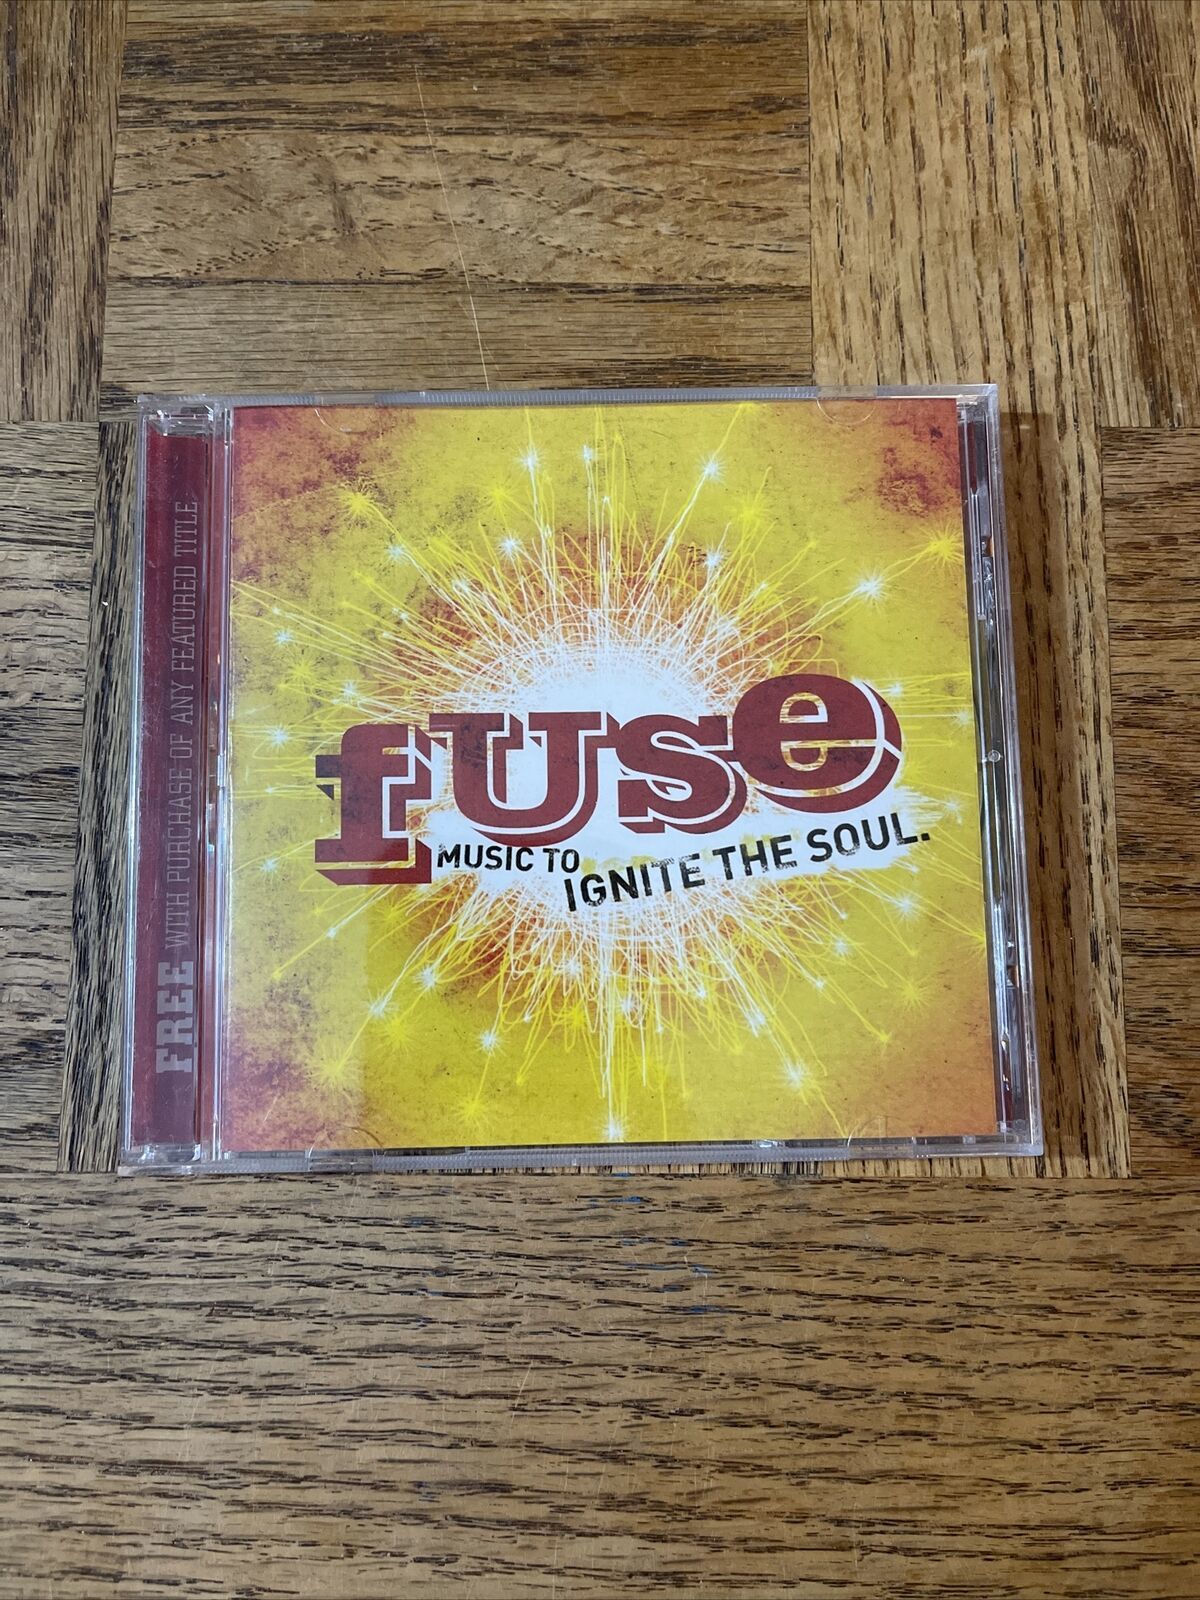 FREE WITH PURCHASE OF ANY FEATURED TITLE
fuse
MUSIC TO
IGNITE THE SOUL.